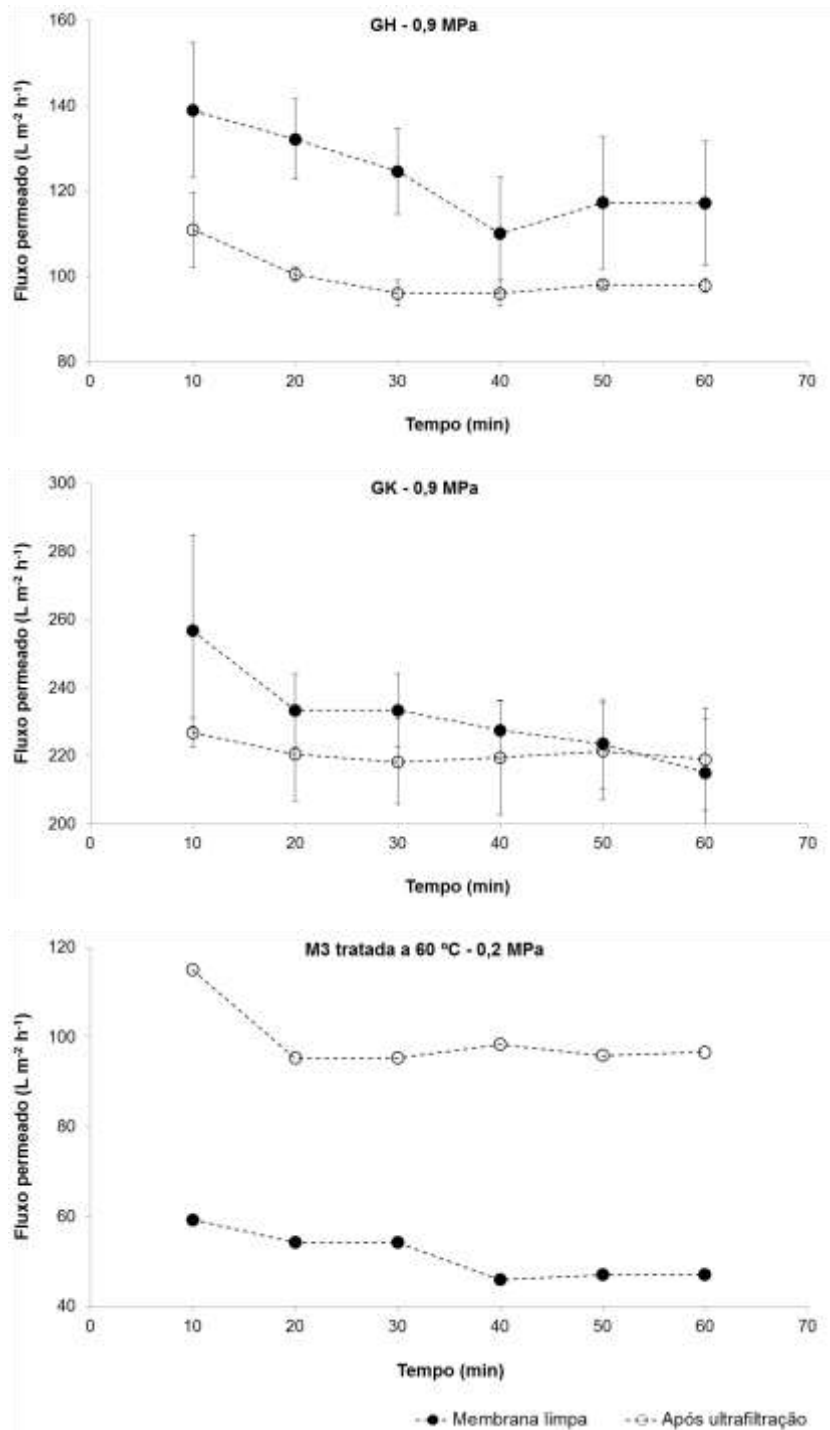 GH - 0,9 MPa
Fluxo permeado (L m⁻² h⁻¹)
160
140
120
100
80
0 10 20 30 40 50 60 70
Tempo (min)
GK - 0,9 MPa
Fluxo permeado (L m⁻² h⁻¹)
300
280
260
240
220
200
0 10 20 30 40 50 60 70
Tempo (min)
M3 tratada a 60 ºC - 0,2 MPa
Fluxo permeado (L m⁻² h⁻¹)
120
100
80
60
40
0 10 20 30 40 50 60 70
Tempo (min)
Membrana limpa Após ultrafiltração